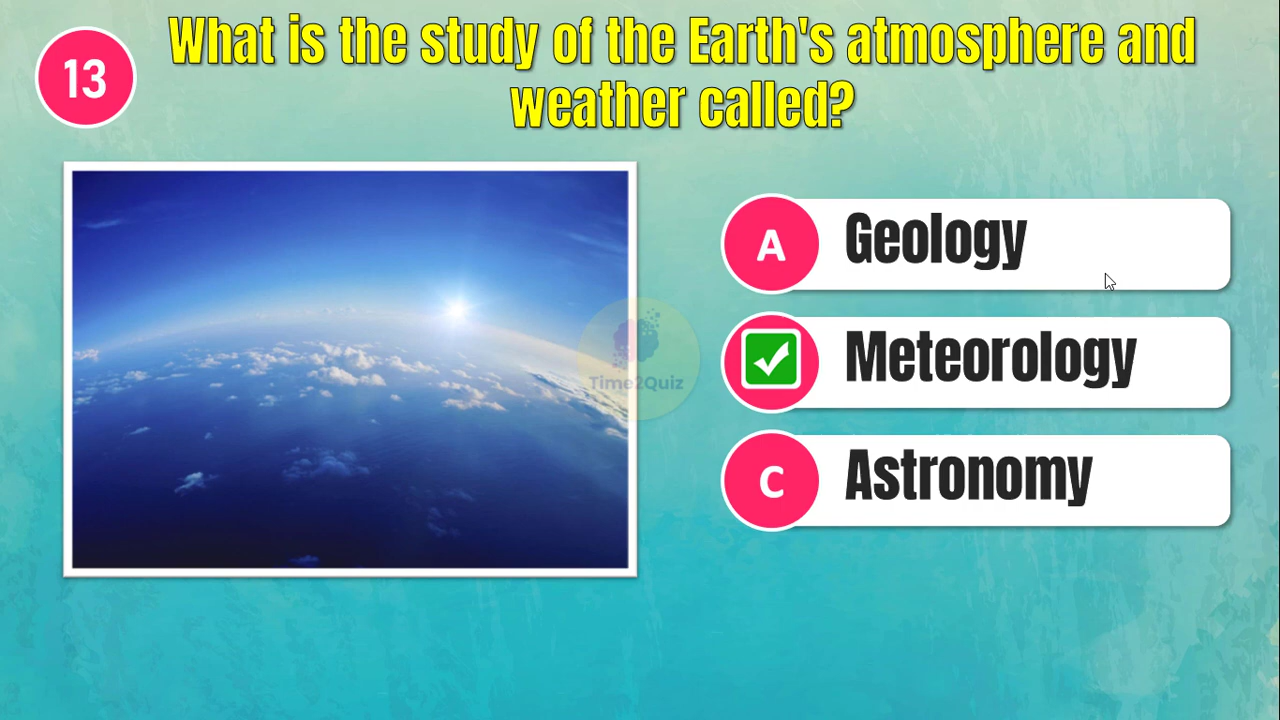 13
What is the study of the Earth's atmosphere and
weather called?
A
Geology
Meteorology
C
Astronomy
Time2Quiz